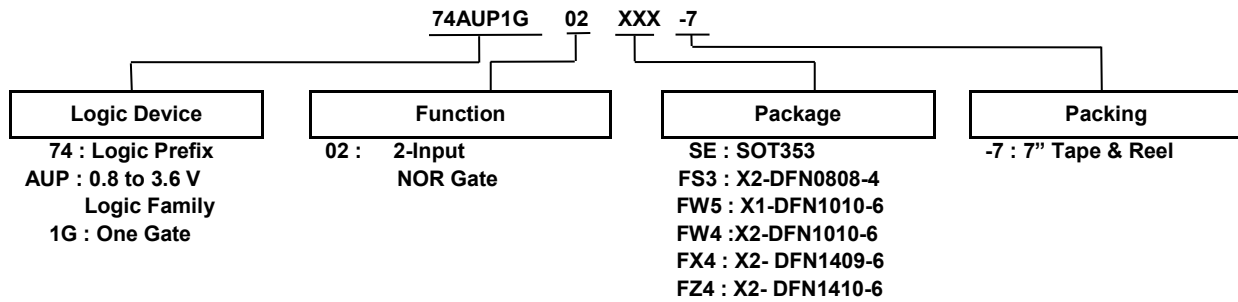 74AUP1G 02 XXX -7
Logic Device
74 : Logic Prefix
AUP : 0.8 to 3.6 V
Logic Family
1G : One Gate
Function
02 : 2-Input
NOR Gate
Package
SE : SOT353
FS3 : X2-DFN0808-4
FW5 : X1-DFN1010-6
FW4 :X2-DFN1010-6
FX4 : X2- DFN1409-6
FZ4 : X2- DFN1410-6
Packing
-7 : 7” Tape & Reel